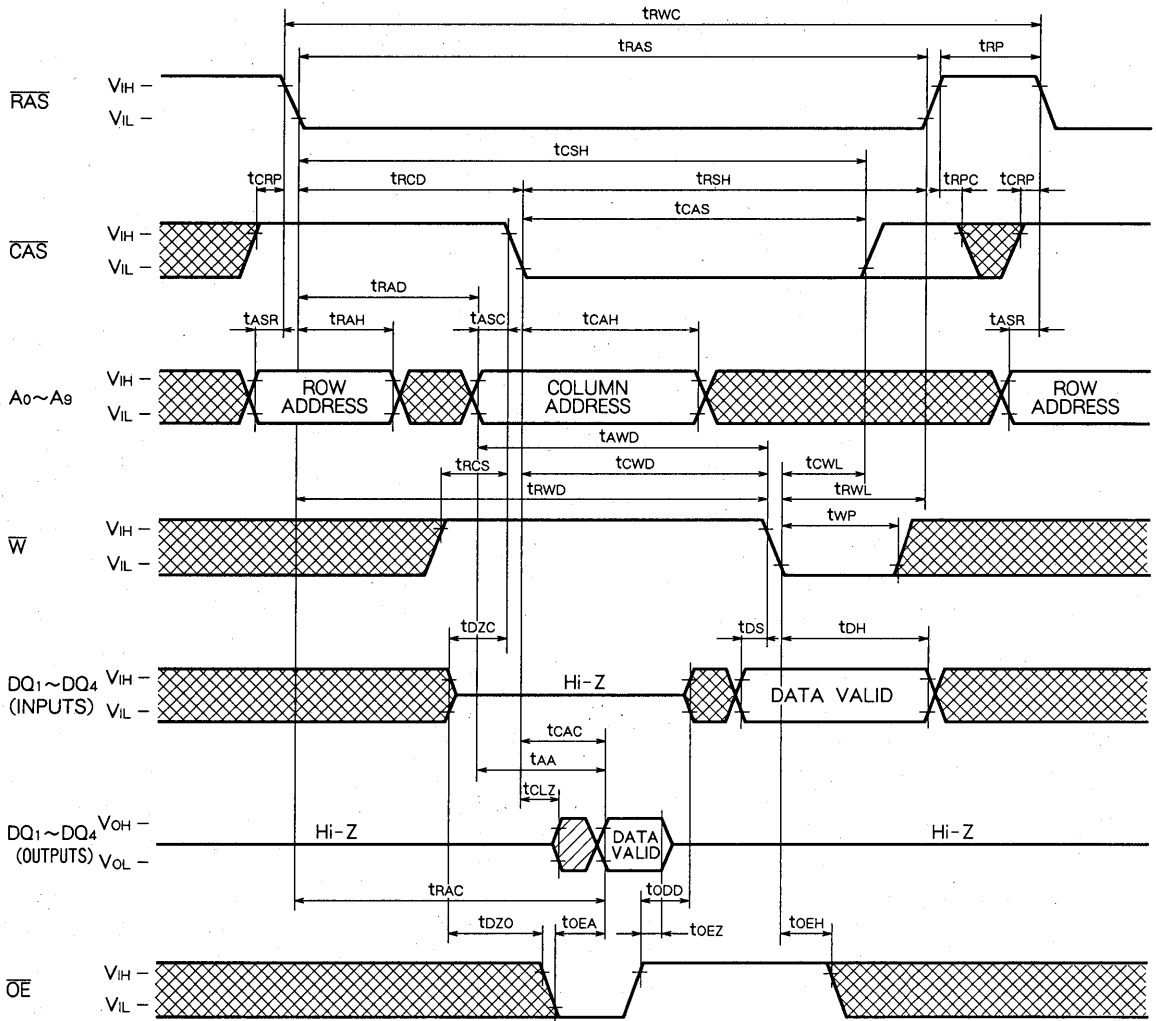 tRWC
tRAS
tRP
RAS
VIH –
VIL –
tCSH
tCRP
tRCD
tRSH
tRPC
tCRP
tCAS
CAS
VIH –
VIL –
tRAD
tASR
tRAH
tASC
tCAH
tASR
A0~A9
VIH –
VIL –
ROW
ADDRESS
COLUMN
ADDRESS
ROW
ADDRESS
tAWD
tRCS
tCWD
tCWL
tRWD
tRWL
tWP
W
VIH –
VIL –
tDZC
tDS
tDH
DQ1~DQ4
(INPUTS)
VIH –
VIL –
Hi-Z
DATA VALID
tCAC
tAA
tCLZ
DQ1~DQ4
(OUTPUTS)
VOH –
VOL –
Hi-Z
DATA
VALID
Hi-Z
tRAC
tODD
tDZO
tOEA
tOEZ
tOEH
OE
VIH –
VIL –